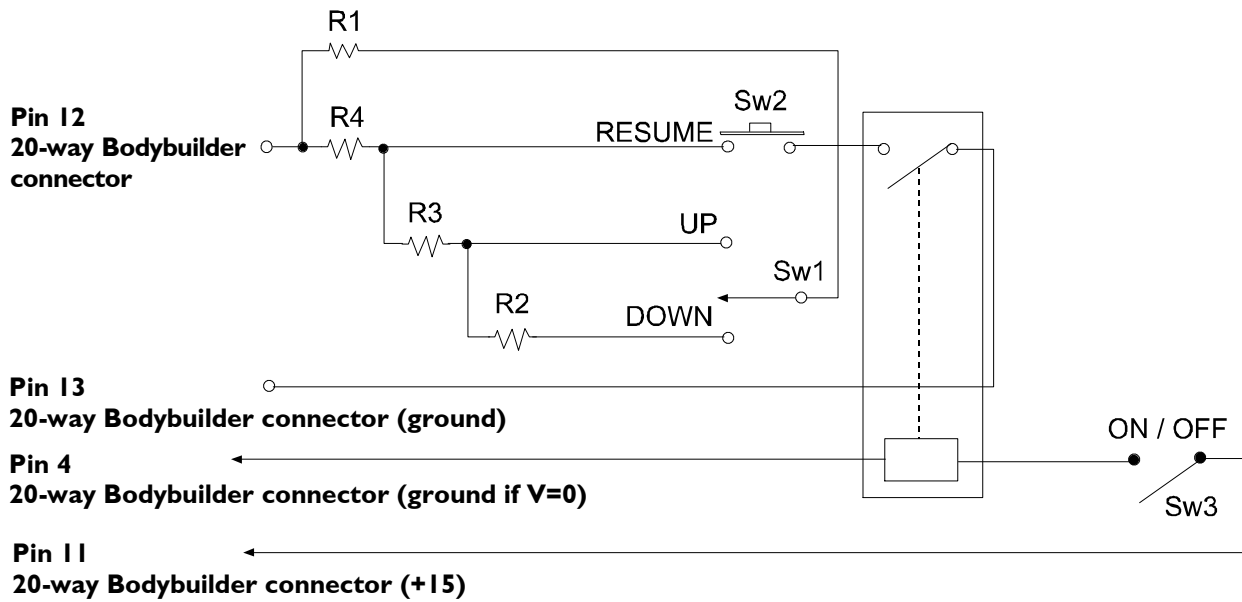 R1
Pin 12
20-way Bodybuilder
connector
R4
RESUME
Sw2
R3
UP
Sw1
R2
DOWN
Pin 13
20-way Bodybuilder connector (ground)
ON / OFF
Pin 4
20-way Bodybuilder connector (ground if V=0)
Sw3
Pin 11
20-way Bodybuilder connector (+15)